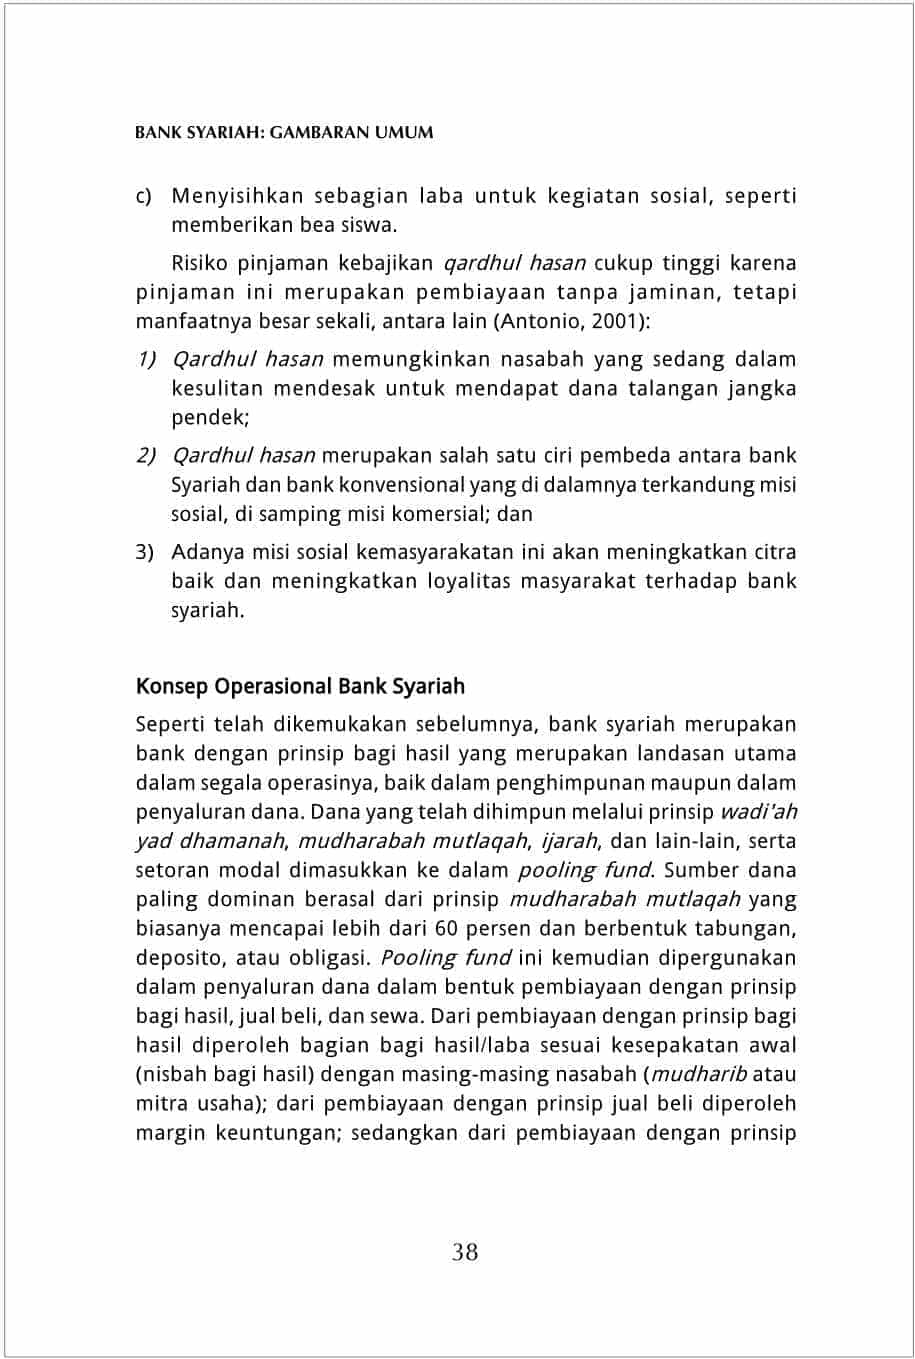 BANK SYARIAH: GAMBARAN UMUM
c) Menyisihkan sebagian laba untuk kegiatan sosial, seperti
memberikan bea siswa.
Risiko pinjaman kebajikan qardhul hasan cukup tinggi karena
pinjaman ini merupakan pembiayaan tanpa jaminan, tetapi
manfaatnya besar sekali, antara lain (Antonio, 2001):
1) Qardhul hasan memungkinkan nasabah yang sedang dalam
kesulitan mendesak untuk mendapat dana talangan jangka
pendek;
2) Qardhul hasan merupakan salah satu ciri pembeda antara bank
Syariah dan bank konvensional yang di dalamnya terkandung misi
sosial, di samping misi komersial; dan
3) Adanya misi sosial kemasyarakatan ini akan meningkatkan citra
baik dan meningkatkan loyalitas masyarakat terhadap bank
syariah.
Konsep Operasional Bank Syariah
Seperti telah dikemukakan sebelumnya, bank syariah merupakan
bank dengan prinsip bagi hasil yang merupakan landasan utama
dalam segala operasinya, baik dalam penghimpunan maupun dalam
penyaluran dana. Dana yang telah dihimpun melalui prinsip wadi'ah
yad dhamanah, mudharabah mutlaqah, ijarah, dan lain-lain, serta
setoran modal dimasukkan ke dalam pooling fund. Sumber dana
paling dominan berasal dari prinsip mudharabah mutlaqah yang
biasanya mencapai lebih dari 60 persen dan berbentuk tabungan,
deposito, atau obligasi. Pooling fund ini kemudian dipergunakan
dalam penyaluran dana dalam bentuk pembiayaan dengan prinsip
bagi hasil, jual beli, dan sewa. Dari pembiayaan dengan prinsip bagi
hasil diperoleh bagian bagi hasil/laba sesuai kesepakatan awal
(nisbah bagi hasil) dengan masing-masing nasabah (mudharib atau
mitra usaha); dari pembiayaan dengan prinsip jual beli diperoleh
margin keuntungan; sedangkan dari pembiayaan dengan prinsip
38